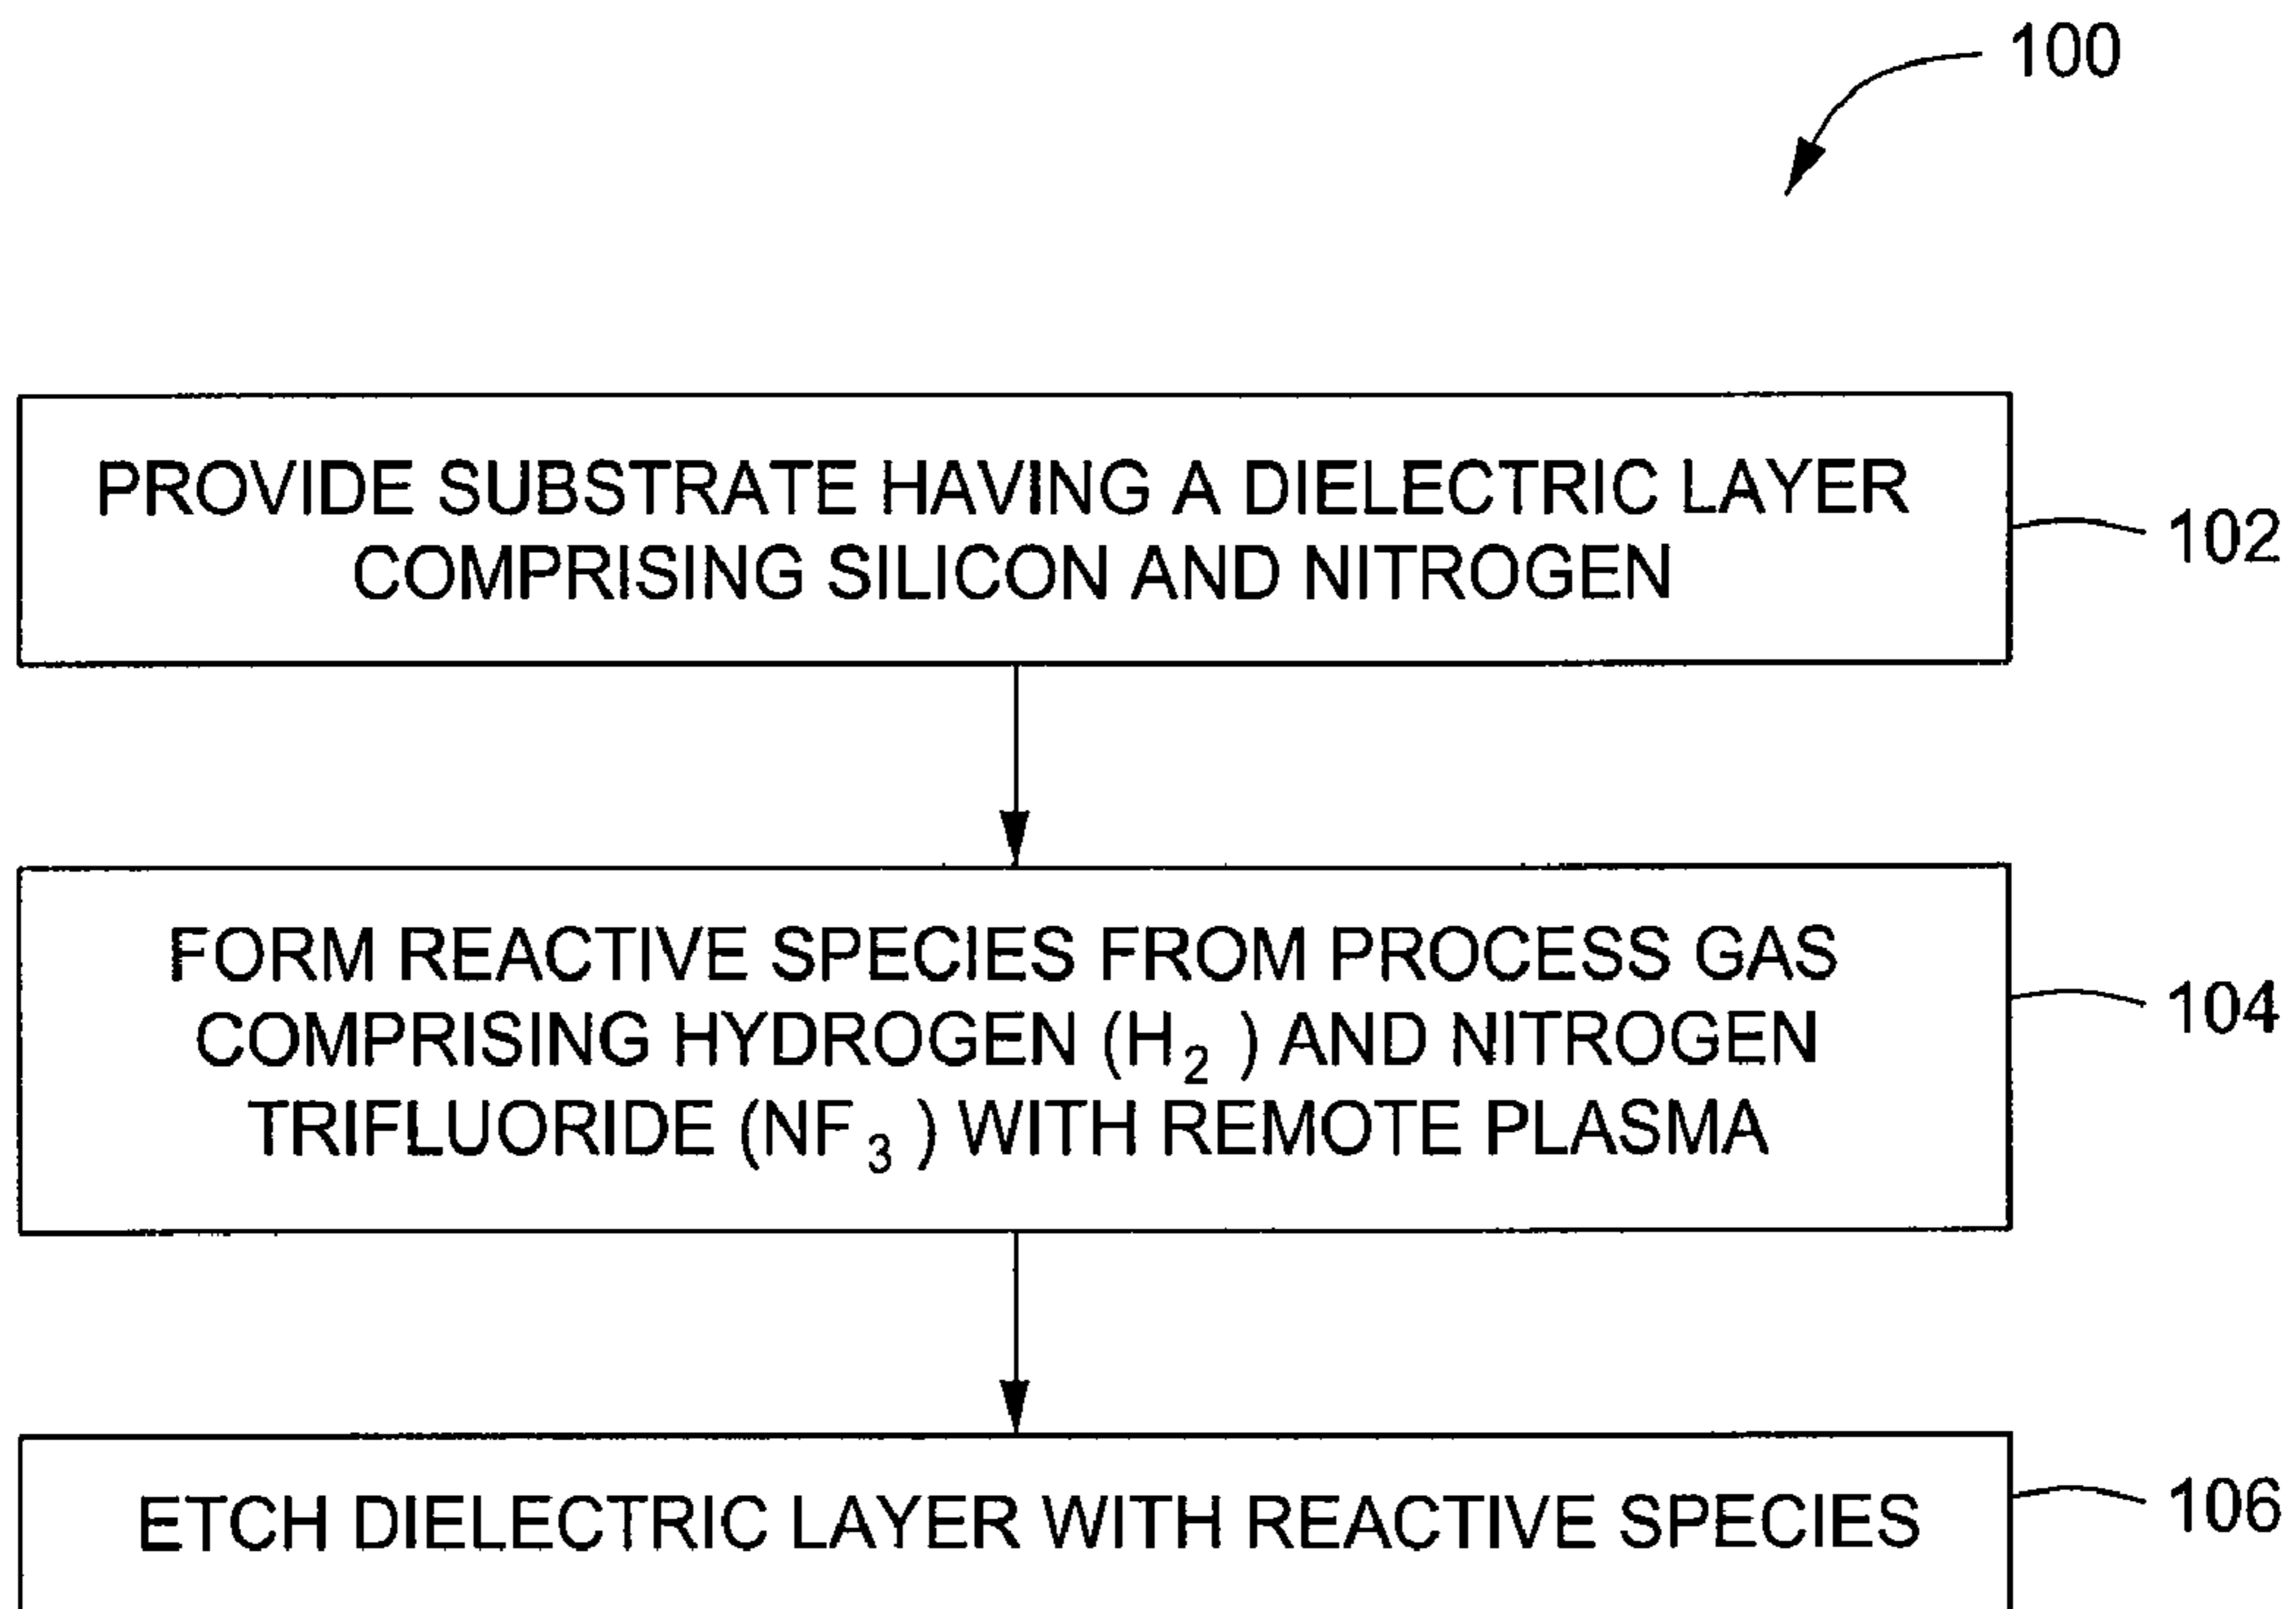 100
PROVIDE SUBSTRATE HAVING A DIELECTRIC LAYER
COMPRISING SILICON AND NITROGEN
102
FORM REACTIVE SPECIES FROM PROCESS GAS
COMPRISING HYDROGEN (H₂) AND NITROGEN
TRIFLUORIDE (NF₃) WITH REMOTE PLASMA
104
ETCH DIELECTRIC LAYER WITH REACTIVE SPECIES
106